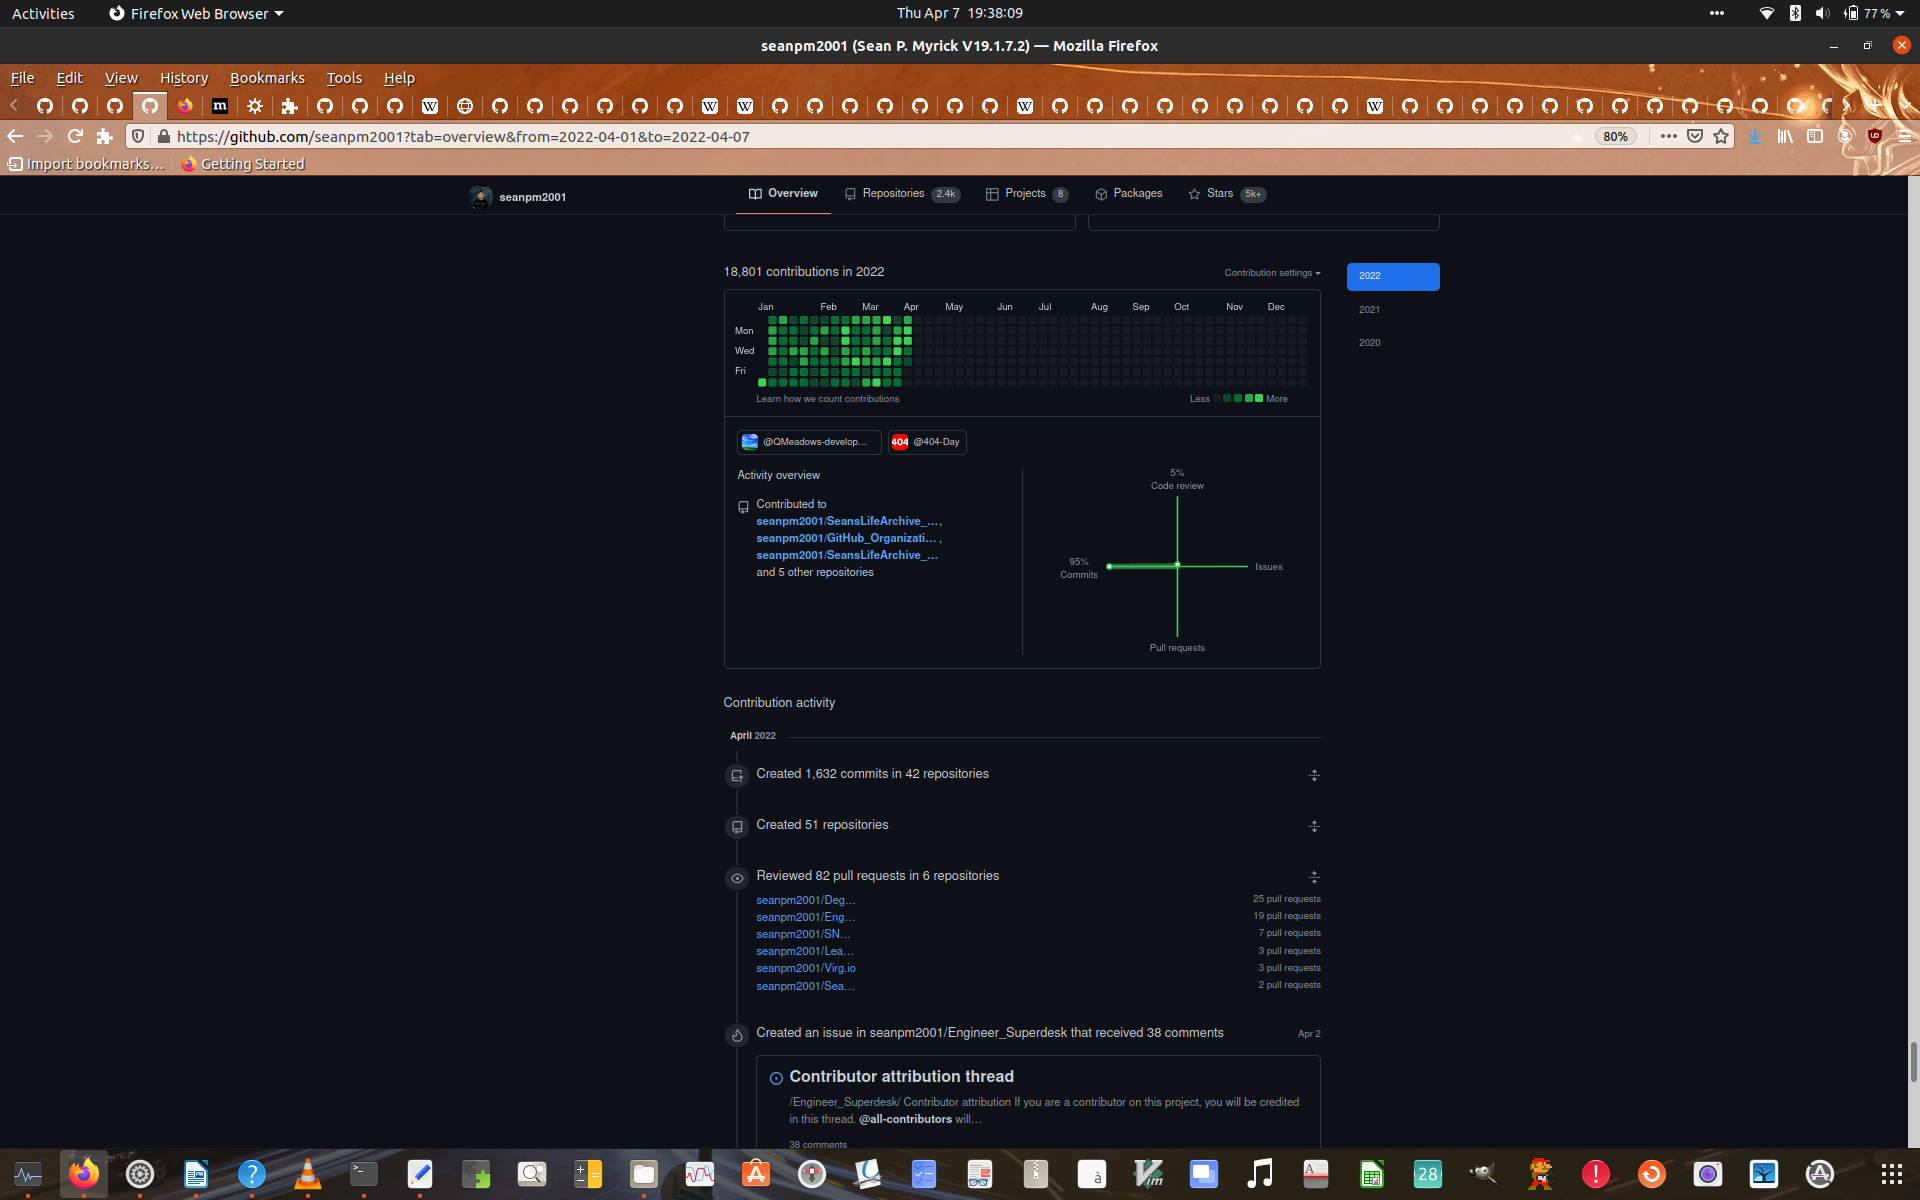 Activities
Firefox Web Browser
Thu Apr 7 19:38:09
77 %
seanpm2001 (Sean P. Myrick V19.1.7.2) — Mozilla Firefox
File Edit View History Bookmarks Tools Help
https://github.com/seanpm2001?tab=overview&from=2022-04-01&to=2022-04-07
80%
Import bookmarks…
Getting Started
seanpm2001
Overview
Repositories 2.4k
Projects 8
Packages
Stars 5k+
18,801 contributions in 2022
Contribution settings
2022
2021
2020
Jan Feb Mar Apr May Jun Jul Aug Sep Oct Nov Dec
Mon
Wed
Fri
Learn how we count contributions
Less
More
@QMeadows-develop…
404 @404-Day
Activity overview
Contributed to
seanpm2001/SeansLifeArchive_…,
seanpm2001/GitHub_Organizati… ,
seanpm2001/SeansLifeArchive_…
and 5 other repositories
5%
Code review
95%
Commits
Issues
Pull requests
Contribution activity
April 2022
Created 1,632 commits in 42 repositories
Created 51 repositories
Reviewed 82 pull requests in 6 repositories
seanpm2001/Deg… 25 pull requests
seanpm2001/Eng… 19 pull requests
seanpm2001/SN… 7 pull requests
seanpm2001/Lea… 3 pull requests
seanpm2001/Virg.io 3 pull requests
seanpm2001/Sea… 2 pull requests
Created an issue in seanpm2001/Engineer_Superdesk that received 38 comments
Apr 2
Contributor attribution thread
/Engineer_Superdesk/ Contributor attribution If you are a contributor on this project, you will be credited
in this thread. @all-contributors will…
38 comments
28